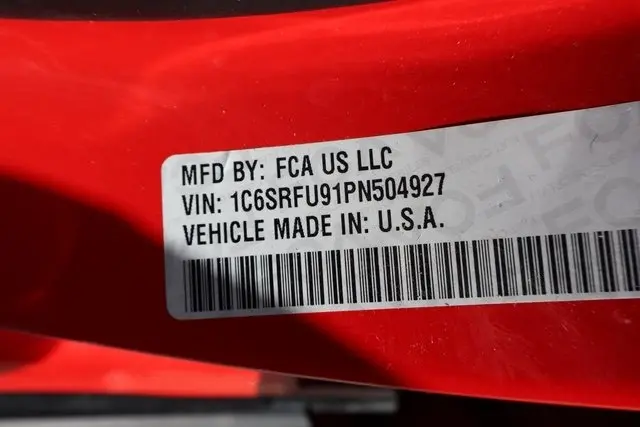 MFD BY: FCA US LLC
VIN: 1C6SRFU91PN504927
VEHICLE MADE IN: U.S.A.